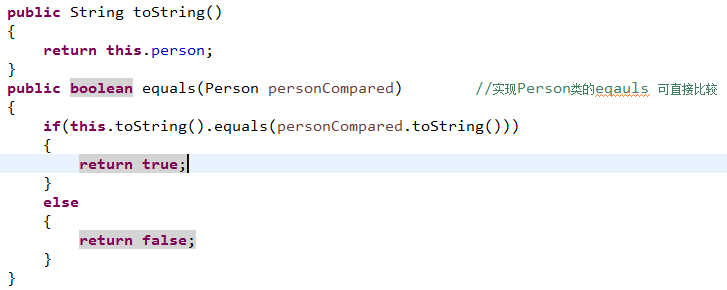 public String toString()
{
    return this.person;
}
public boolean equals(Person personCompared)        //实现Person类的eqauls 可直接比较
{
    if(this.toString().equals(personCompared.toString()))
    {
        return true;
    }
    else
    {
        return false;
    }
}